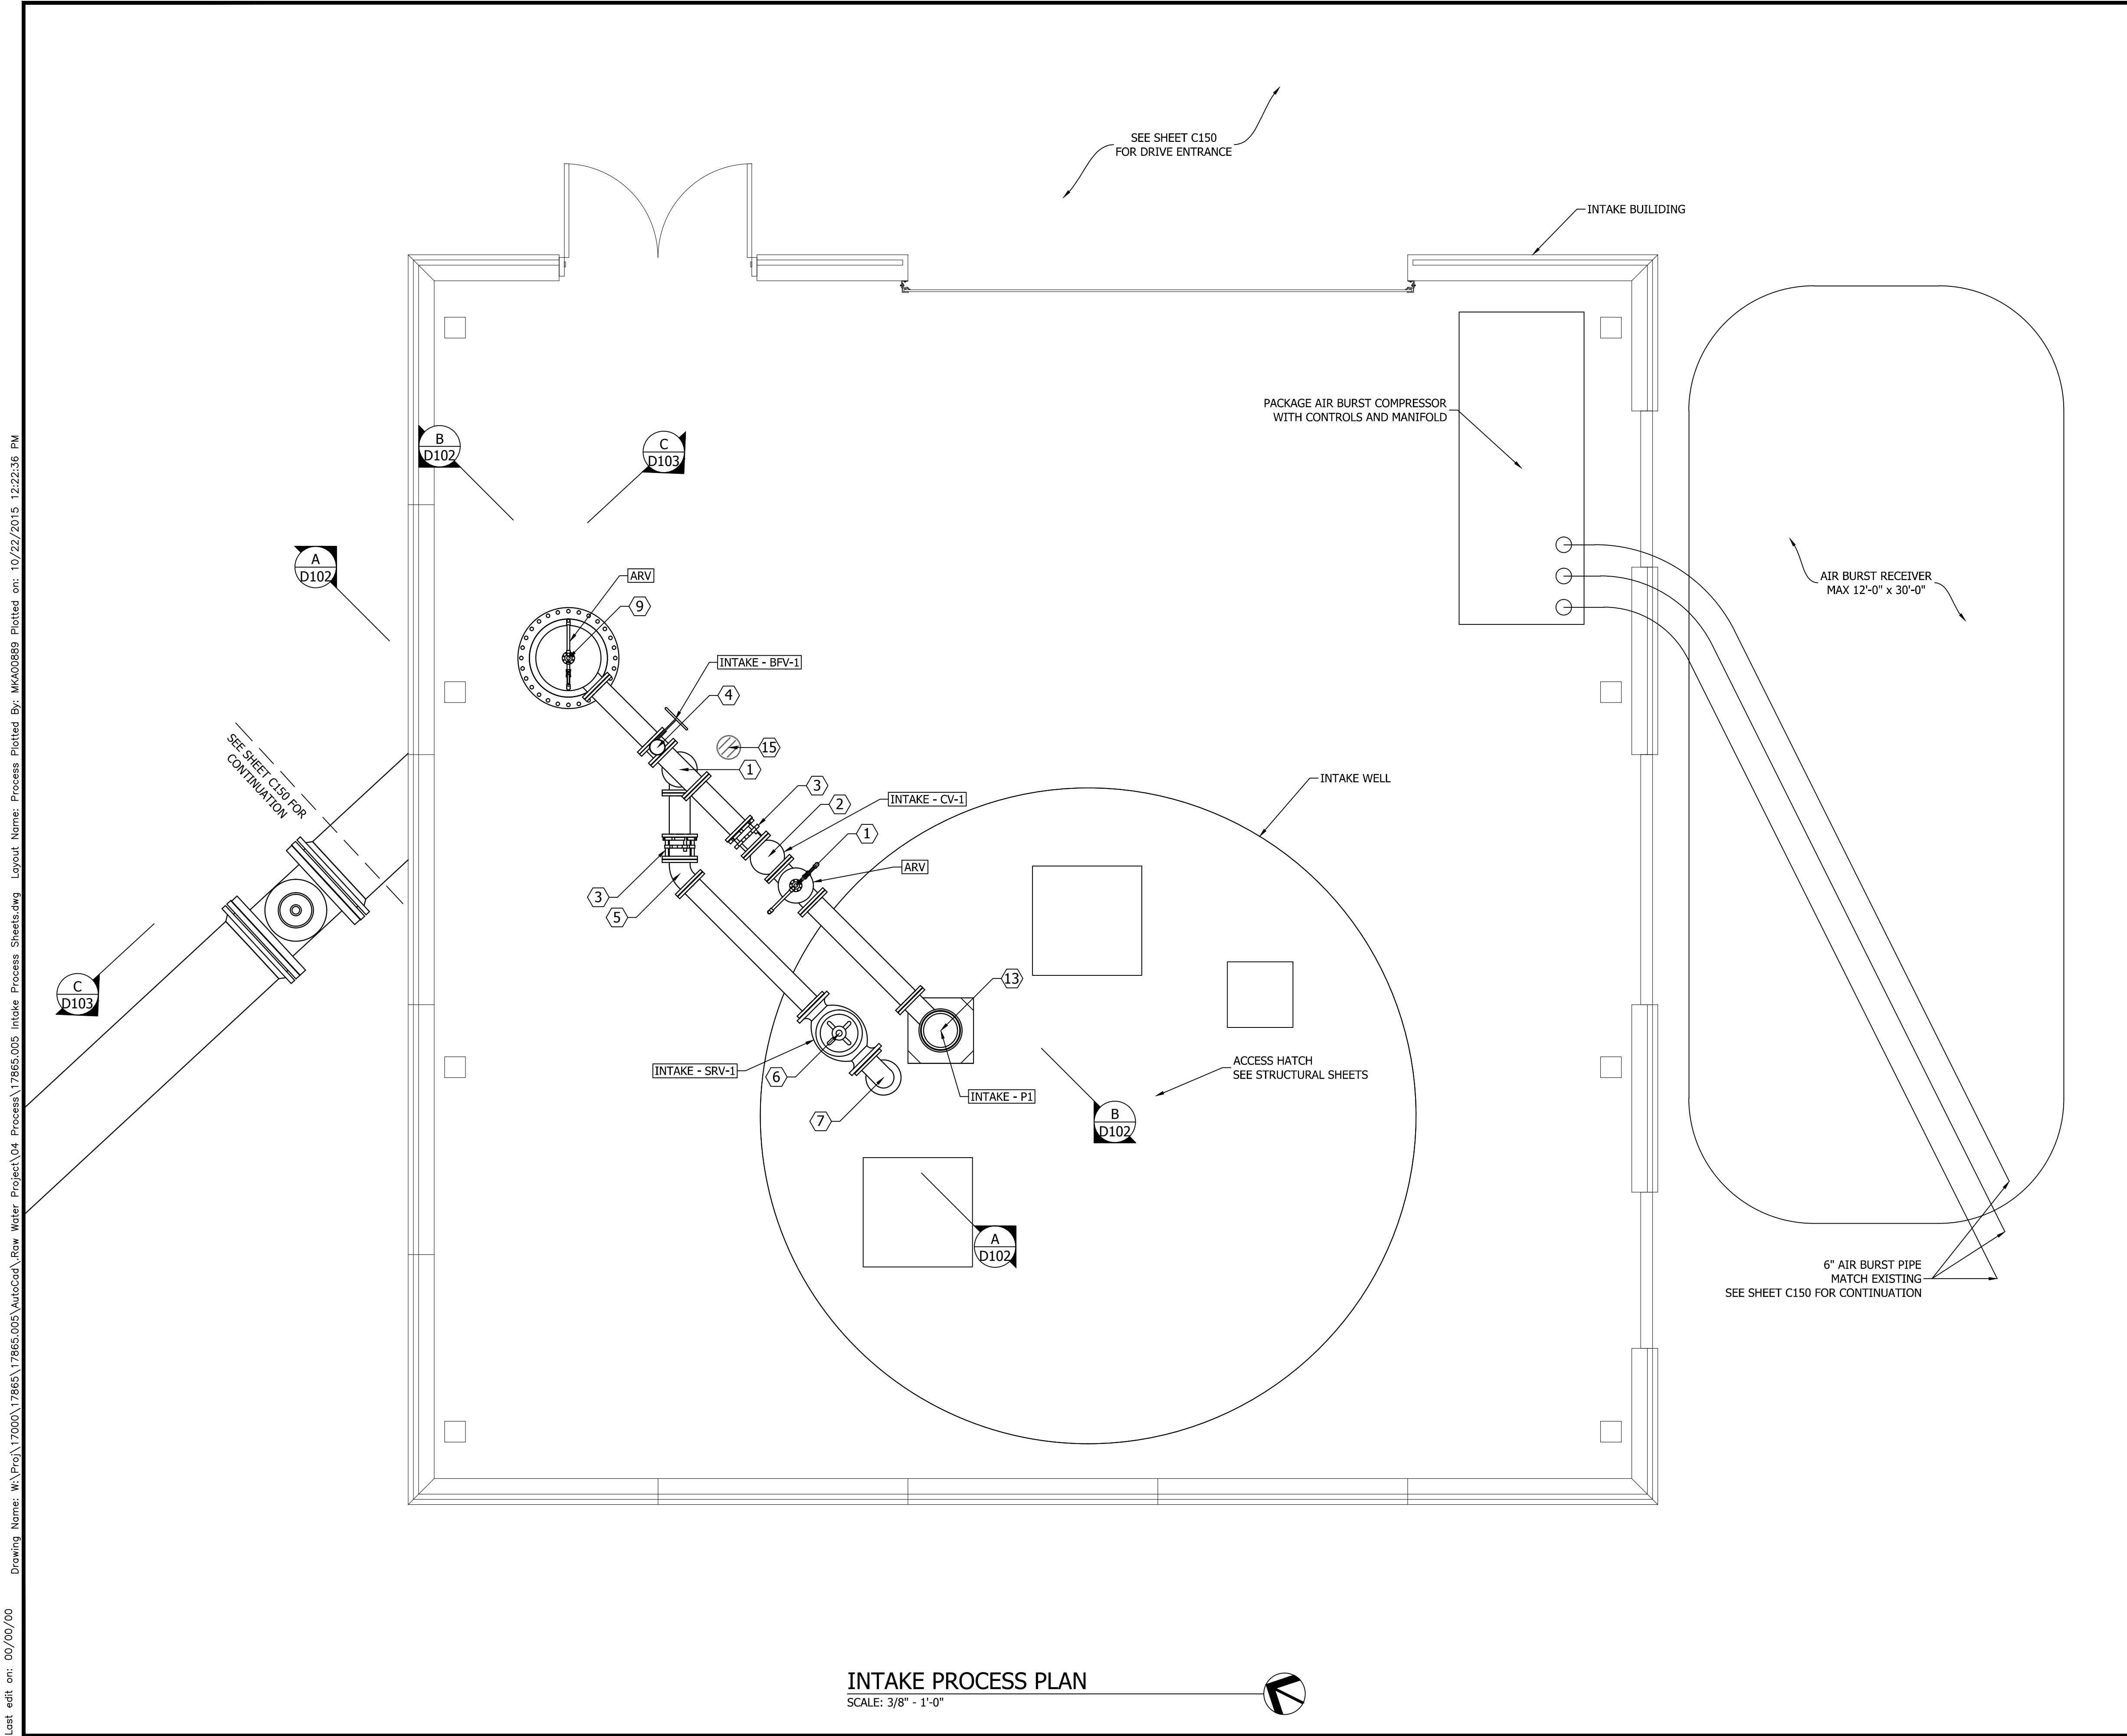 SEE SHEET C150
FOR DRIVE ENTRANCE
INTAKE BUILIDING
PACKAGE AIR BURST COMPRESSOR
WITH CONTROLS AND MANIFOLD
B
D102
C
D103
A
D102
ARV
9
AIR BURST RECEIVER
MAX 12'-0" x 30'-0"
INTAKE - BFV-1
4
15
1
SEE SHEET C150 FOR
CONTINUATION
3
2
INTAKE - CV-1
1
INTAKE WELL
ARV
3
5
C
D103
13
INTAKE - SRV-1
6
ACCESS HATCH
SEE STRUCTURAL SHEETS
INTAKE - P1
7
B
D102
A
D102
6" AIR BURST PIPE
MATCH EXISTING
SEE SHEET C150 FOR CONTINUATION
INTAKE PROCESS PLAN
SCALE: 3/8" - 1'-0"
Last edit on: 00/00/00 Drawing Name: W:\Proj\17000\17865\17865.005\AutoCad\.Raw Water Project\04 Process\17865.005 Intake Process Sheets.dwg Layout Name: Process Plotted By: MKA00889 Plotted on: 10/22/2015 12:22:36 PM